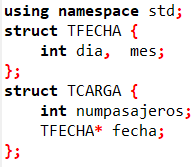 using namespace std;
struct TFECHA {
    int dia,  mes;
};
struct TCARGA {
    int numpasajeros;
    TFECHA* fecha;
};